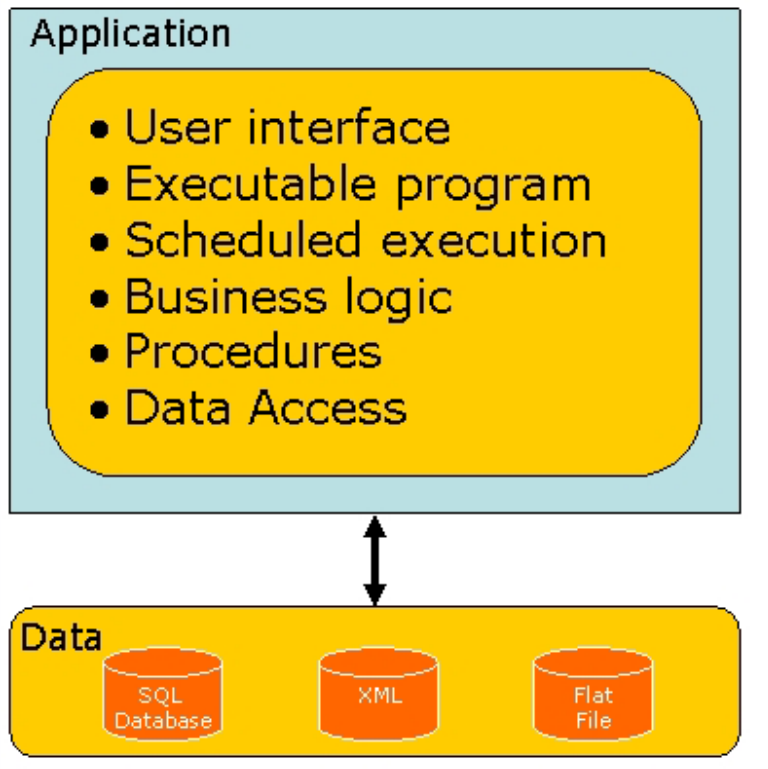 Application
• User interface
• Executable program
• Scheduled execution
• Business logic
• Procedures
• Data Access
Data
SQL
Database
XML
Flat
File